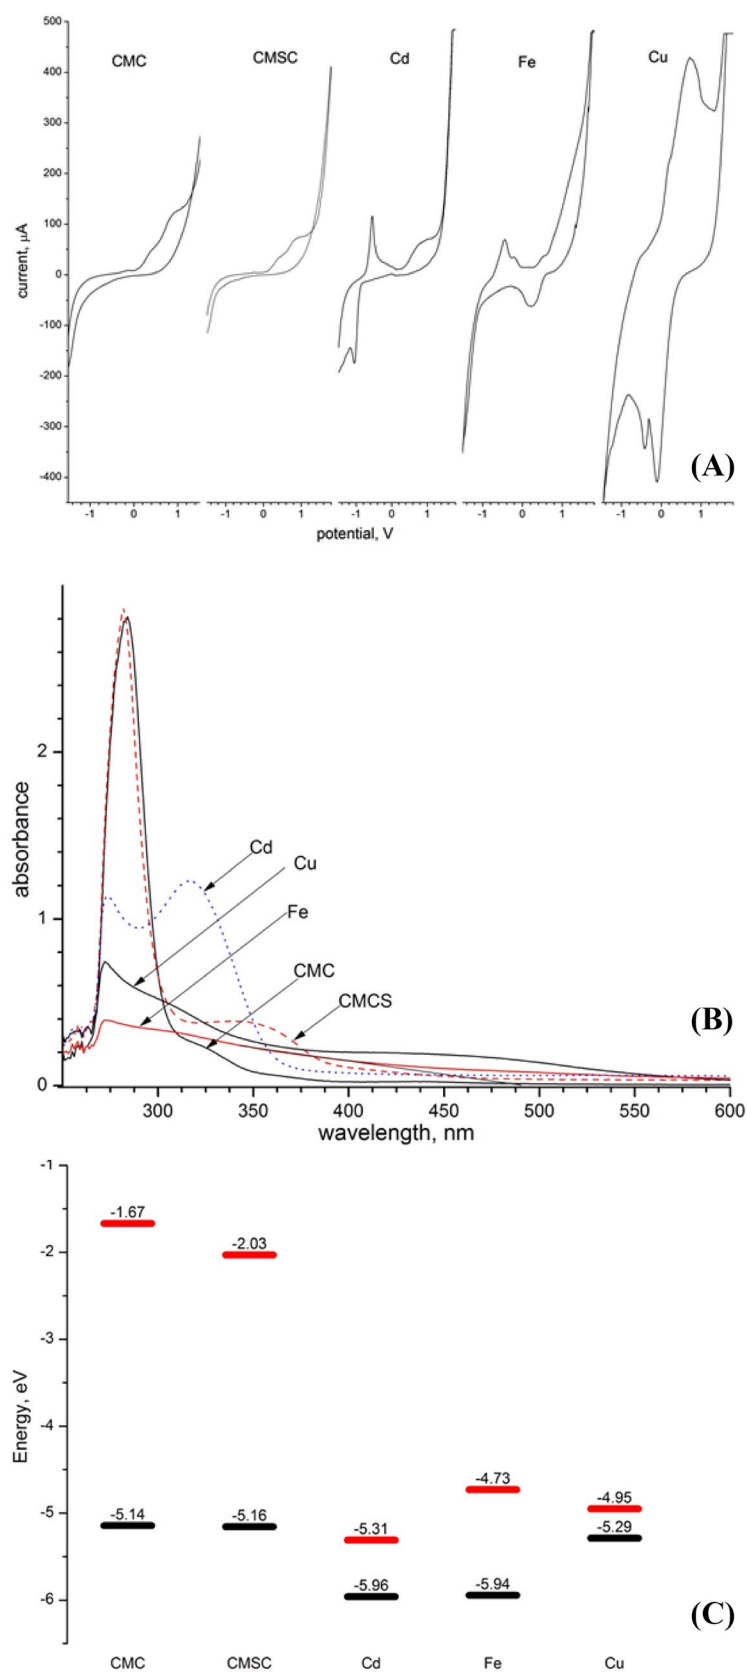 CMC CMSC Cd Fe Cu
500
400
300
200
100
0
-100
-200
-300
-400
current, μA
-1 0 1 -1 0 1 -1 0 1 -1 0 1 -1 0 1
potential, V
(A)
absorbance
2
1
0
Cd
Cu
Fe
CMC
CMCS
(B)
300 350 400 450 500 550 600
wavelength, nm
-1
-2
-3
-4
-5
-6
Energy, eV
-1.67
-2.03
-4.73
-4.95
-5.14 -5.16 -5.31 -5.29
-5.96 -5.94
(C)
CMC CMSC Cd Fe Cu